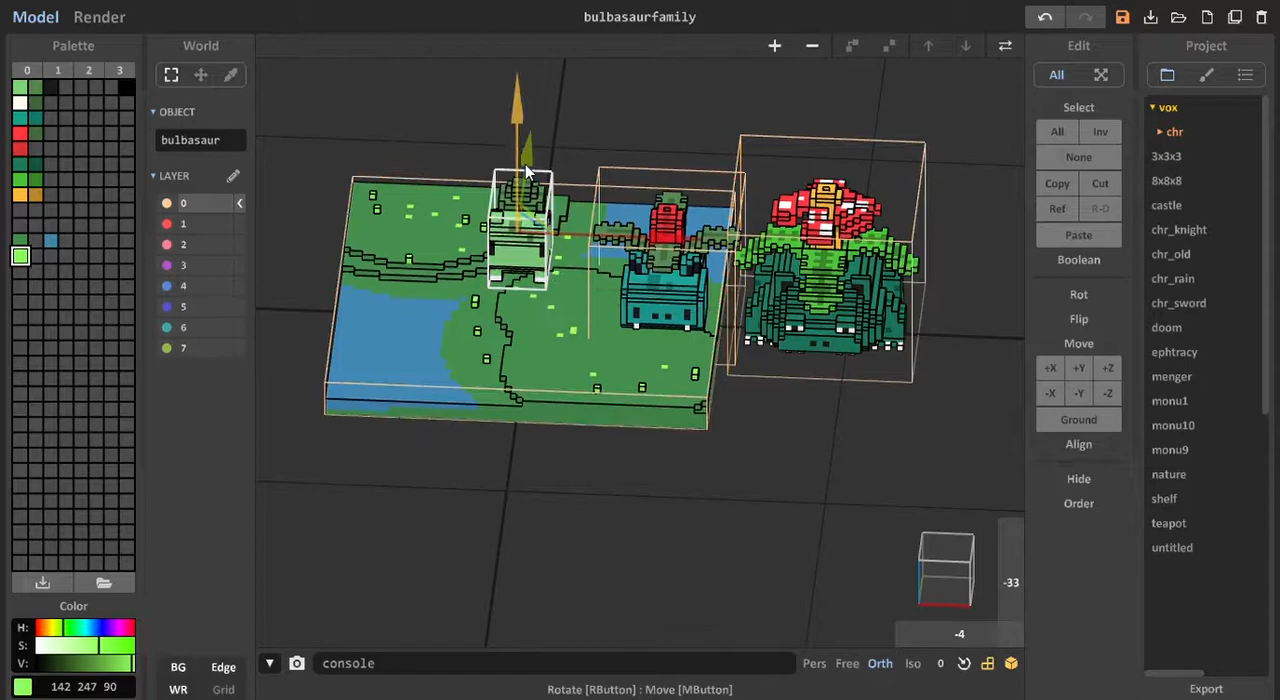 Model Render
bulbasaurfamily
Palette
World
Edit
Project
0 1 2 3
OBJECT
bulbasaur
LAYER
0
1
2
3
4
5
6
7
All
Select
All Inv
None
Copy Cut
Ref R-D
Paste
Boolean
Rot
Flip
Move
+X +Y +Z
-X -Y -Z
Ground
Align
Hide
Order
vox
chr
3x3x3
8x8x8
castle
chr_knight
chr_old
chr_rain
chr_sword
doom
ephtracy
menger
monu1
monu10
monu9
nature
shelf
teapot
untitled
-33
-4
Color
H:
S:
V:
142 247 90
BG Edge
WR Grid
console
Pers Free Orth Iso 0
Rotate [RButton] : Move [MButton]
Export